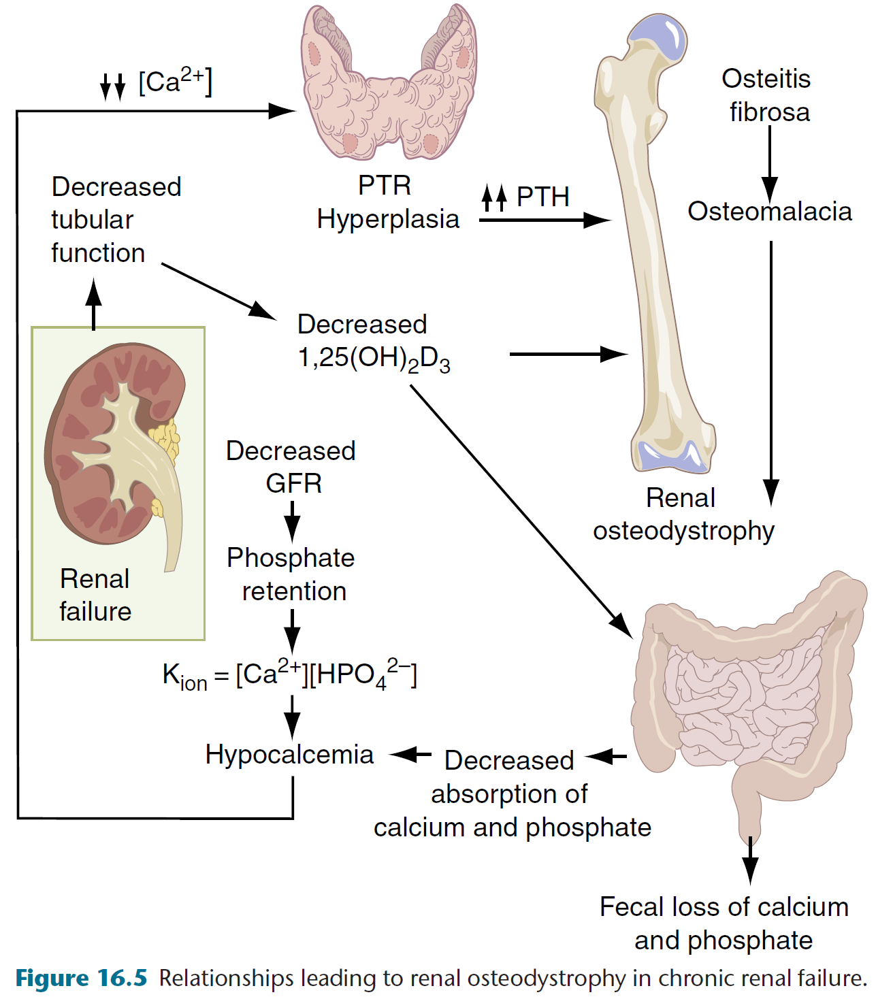 ↓↓ [Ca²⁺]
Decreased
tubular
function
PTR
Hyperplasia
↑↑ PTH
Osteitis
fibrosa
Osteomalacia
Decreased
1,25(OH)₂D₃
Decreased
GFR
Phosphate
retention
Renal
failure
Kᵢₒₙ = [Ca²⁺][HPO₄²⁻]
Hypocalcemia
Decreased
absorption of
calcium and phosphate
Renal
osteodystrophy
Fecal loss of calcium
and phosphate
Figure 16.5 Relationships leading to renal osteodystrophy in chronic renal failure.